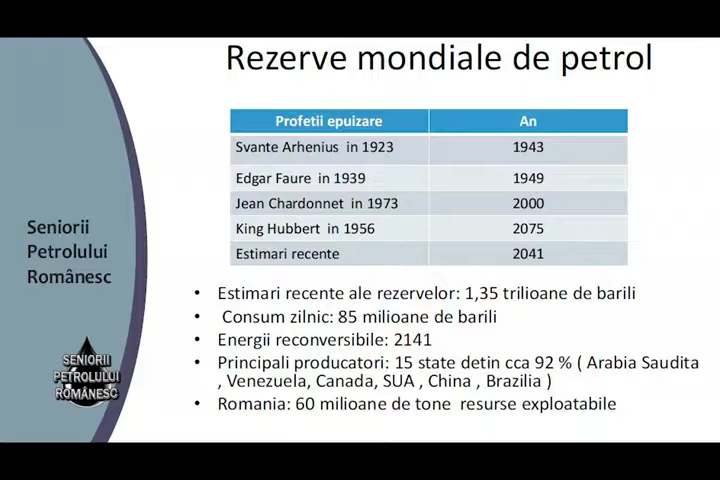 Rezerve mondiale de petrol
Profetii epuizare An
Svante Arhenius in 1923 1943
Edgar Faure in 1939 1949
Jean Chardonnet in 1973 2000
King Hubbert in 1956 2075
Estimari recente 2041
Seniorii
Petrolului
Românesc
• Estimari recente ale rezervelor: 1,35 trilioane de barili
• Consum zilnic: 85 milioane de barili
• Energii reconversibile: 2141
• Principali producatori: 15 state detin cca 92 % ( Arabia Saudita
, Venezuela, Canada, SUA , China , Brazilia )
• Romania: 60 milioane de tone resurse exploatabile
SENIORII
PETROLULUI
ROMÂNESC